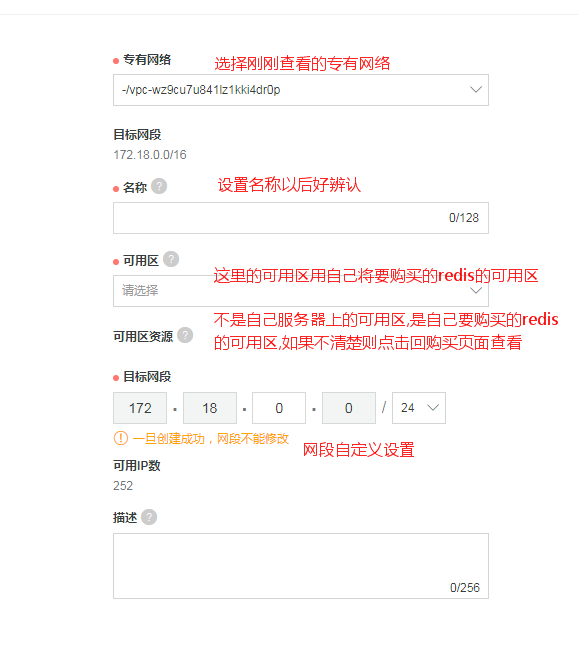 专有网络
选择刚刚查看的专有网络
-/vpc-wz9cu7u841lz1kki4dr0p
目标网段
172.18.0.0/16
名称 ?
设置名称以后好辨认
0/128
可用区 ?
这里的可用区用自己将要购买的redis的可用区
请选择
不是自己服务器上的可用区,是自己要购买的redis
可用区资源 ?
的可用区,如果不清楚则点击回购买页面查看
目标网段
172 . 18 . 0 . 0 / 24
! 一旦创建成功，网段不能修改
网段自定义设置
可用IP数
252
描述 ?
0/256